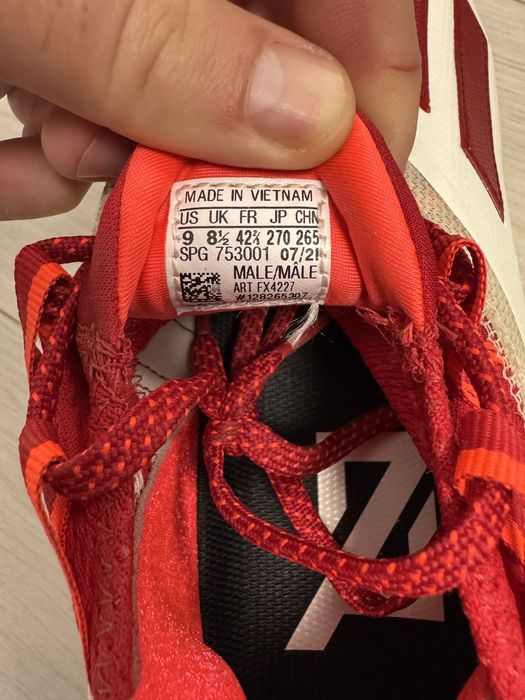 MADE IN VIETNAM
US UK FR JP CHN
9 8½ 42⅔ 270 265
SPG 753001 07/21
MALE/MALE
ART FX4227
#128265307